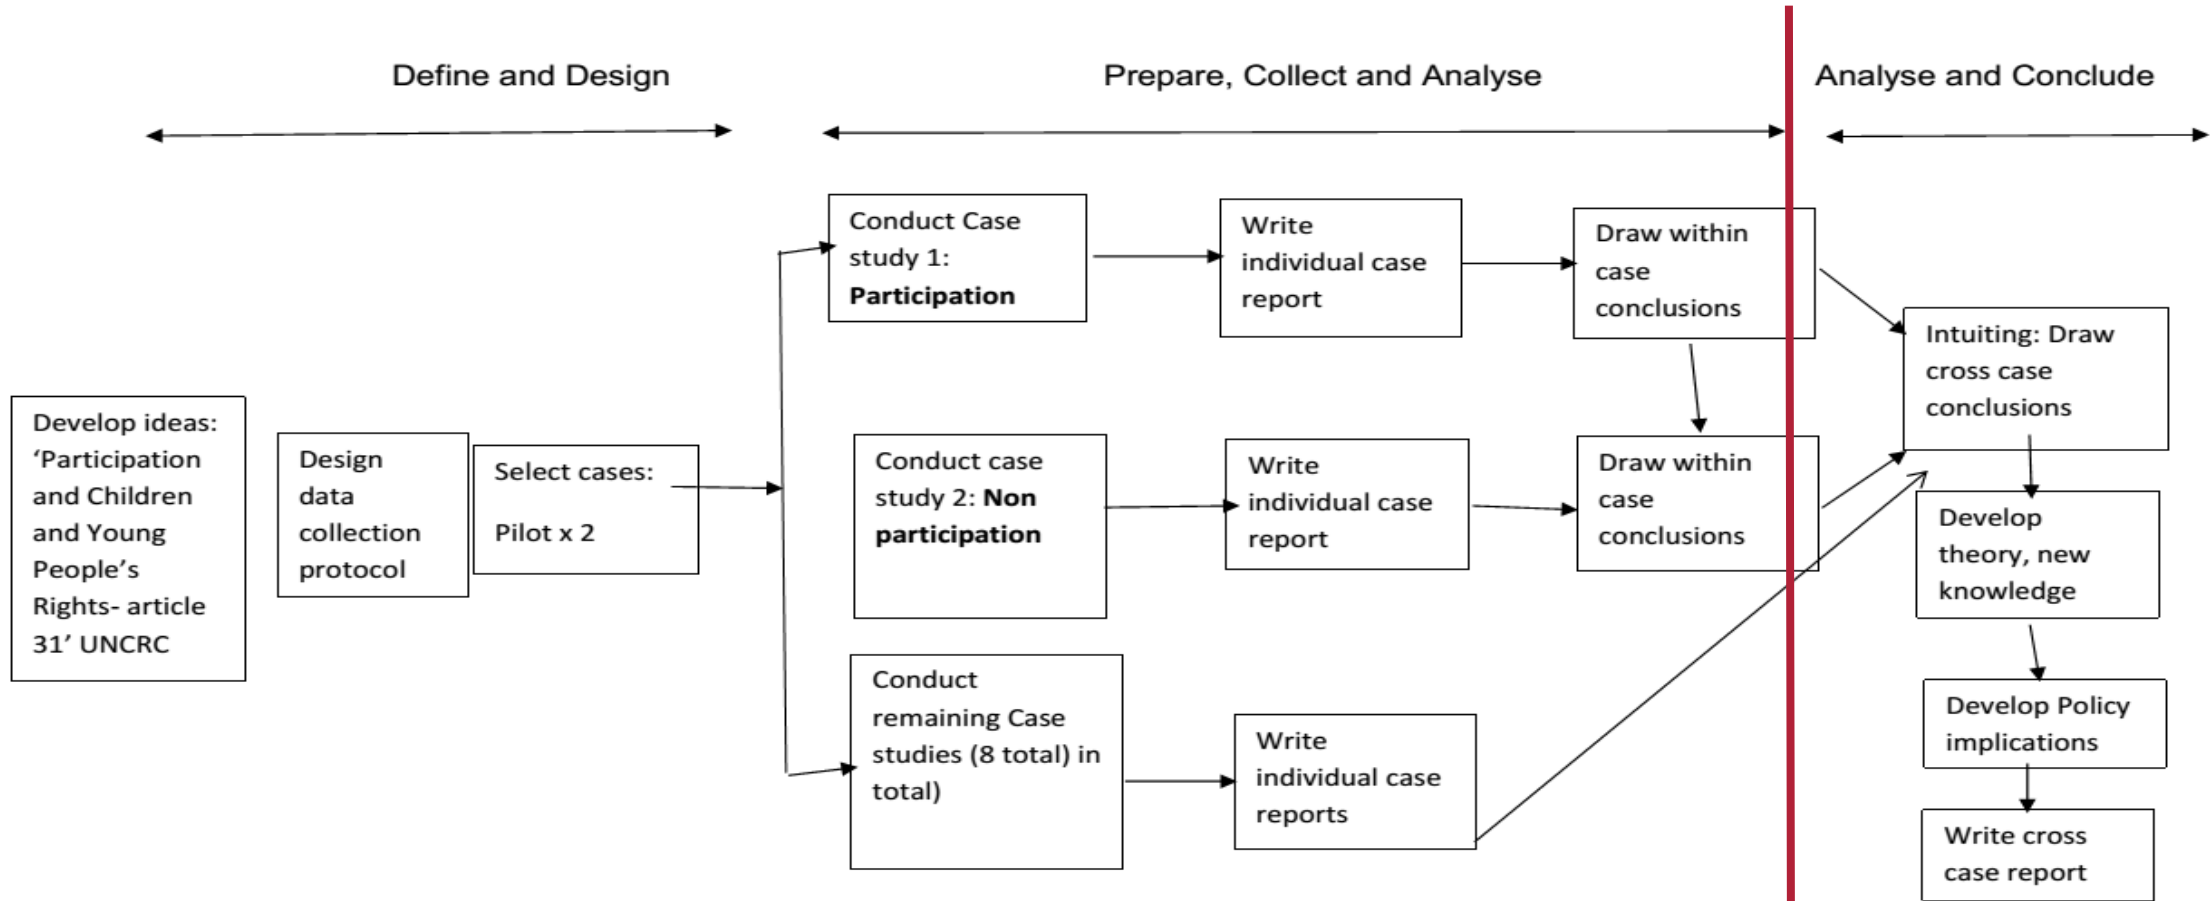 Define and Design
Prepare, Collect and Analyse
Analyse and Conclude
Develop ideas:
‘Participation
and Children
and Young
People’s
Rights- article
31’ UNCRC
Design
data
collection
protocol
Select cases:
Pilot x 2
Conduct Case
study 1:
Participation
Write
individual case
report
Draw within
case
conclusions
Conduct case
study 2: Non
participation
Write
individual case
report
Draw within
case
conclusions
Conduct
remaining Case
studies (8 total) in
total)
Write
individual case
reports
Intuiting: Draw
cross case
conclusions
Develop
theory, new
knowledge
Develop Policy
implications
Write cross
case report